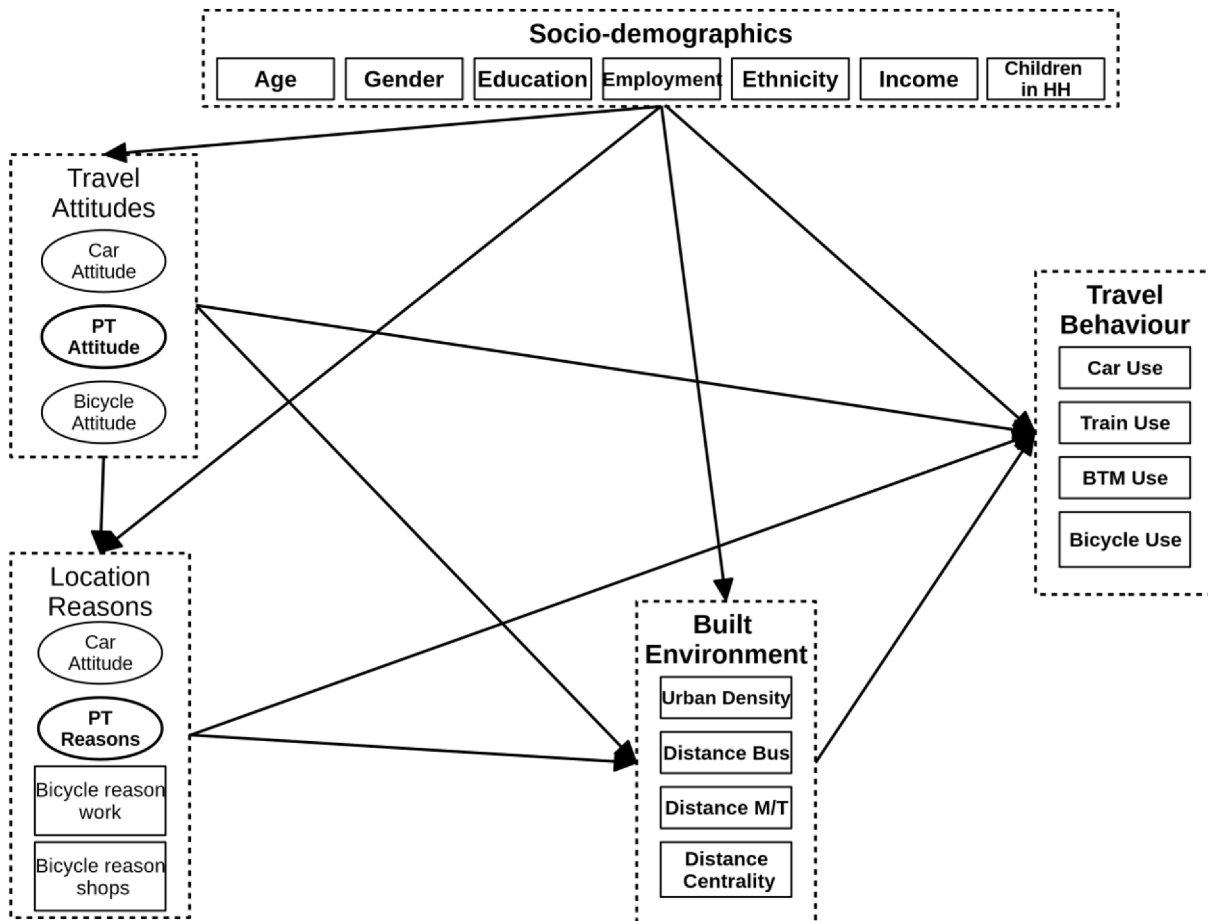 Socio-demographics
Age
Gender
Education
Employment
Ethnicity
Income
Children
in HH
Travel
Attitudes
Car
Attitude
PT
Attitude
Bicycle
Attitude
Location
Reasons
Car
Attitude
PT
Reasons
Bicycle reason
work
Bicycle reason
shops
Built
Environment
Urban Density
Distance Bus
Distance M/T
Distance
Centrality
Travel
Behaviour
Car Use
Train Use
BTM Use
Bicycle Use